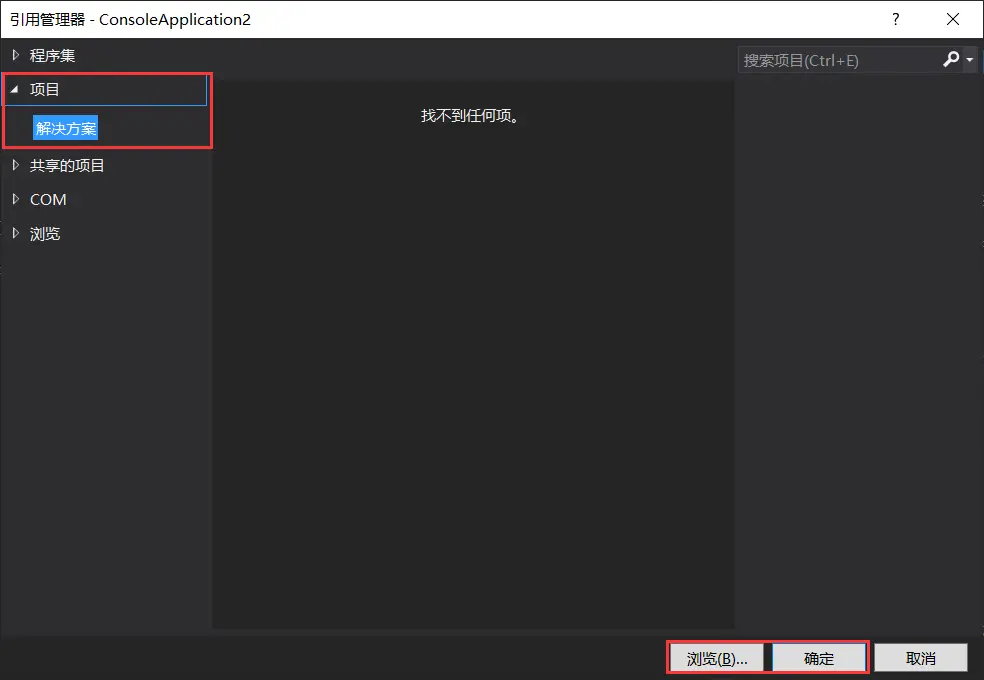 引用管理器 - ConsoleApplication2
?
程序集
搜索项目(Ctrl+E)
项目
找不到任何项。
解决方案
共享的项目
COM
浏览
浏览(B)...
确定
取消